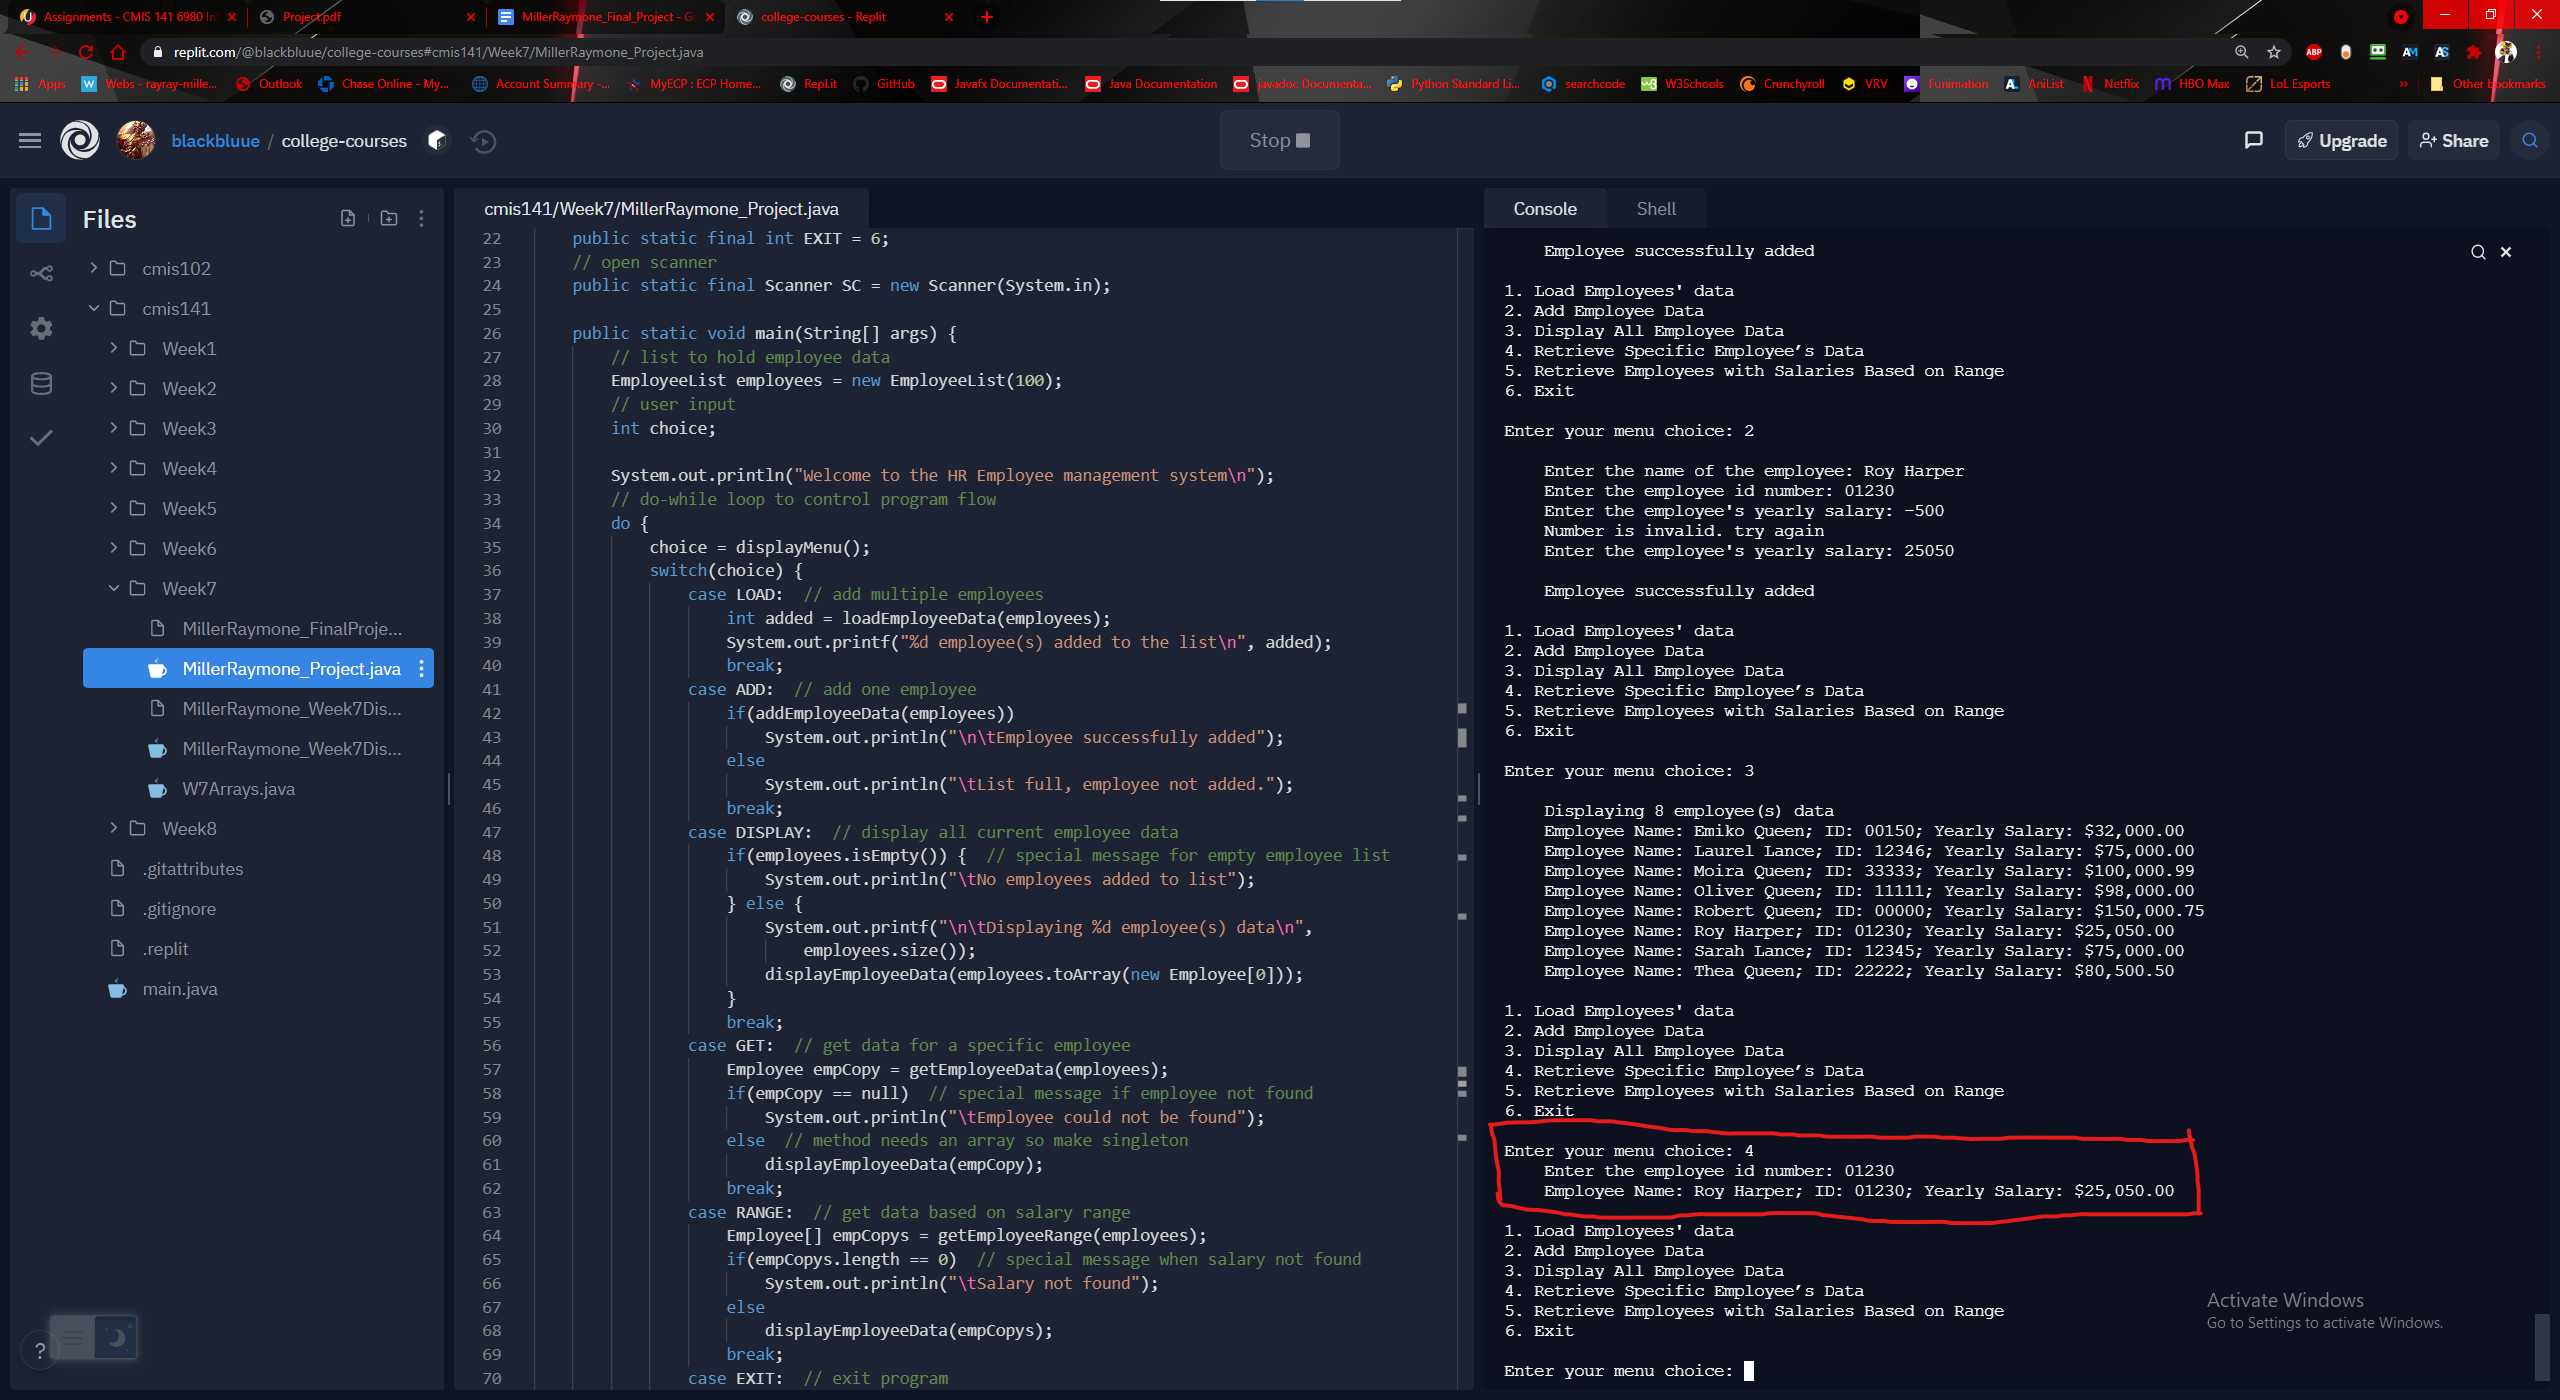 Assignments - CMIS 141 6980 In
Project.pdf
MillerRaymone_Final_Project - G
college-courses - Replit
replit.com/@blackbluue/college-courses#cmis141/Week7/MillerRaymone_Project.java
Apps
Webs - rayray-mille...
Outlook
Chase Online - My...
Account Summary -...
MyECP : ECP Home...
RepLit
GitHub
Javafx Documentati...
Java Documentation
javadoc Documenta...
Python Standard Li...
searchcode
W3Schools
Crunchyroll
VRV
Funimation
AniList
Netflix
HBO Max
LoL Esports
Other bookmarks
blackbluue / college-courses
Stop
Upgrade
Share
Files
cmis102
cmis141
Week1
Week2
Week3
Week4
Week5
Week6
Week7
MillerRaymone_FinalProje...
MillerRaymone_Project.java
MillerRaymone_Week7Dis...
MillerRaymone_Week7Dis...
W7Arrays.java
Week8
.gitattributes
.gitignore
.replit
main.java
?
cmis141/Week7/MillerRaymone_Project.java
22 public static final int EXIT = 6;
23 // open scanner
24 public static final Scanner SC = new Scanner(System.in);
25
26 public static void main(String[] args) {
27 // list to hold employee data
28 EmployeeList employees = new EmployeeList(100);
29 // user input
30 int choice;
31
32 System.out.println("Welcome to the HR Employee management system\n");
33 // do-while loop to control program flow
34 do {
35 choice = displayMenu();
36 switch(choice) {
37 case LOAD: // add multiple employees
38 int added = loadEmployeeData(employees);
39 System.out.printf("%d employee(s) added to the list\n", added);
40 break;
41 case ADD: // add one employee
42 if(addEmployeeData(employees))
43 System.out.println("\n\tEmployee successfully added");
44 else
45 System.out.println("\tList full, employee not added.");
46 break;
47 case DISPLAY: // display all current employee data
48 if(employees.isEmpty()) { // special message for empty employee list
49 System.out.println("\tNo employees added to list");
50 } else {
51 System.out.printf("\n\tDisplaying %d employee(s) data\n",
52 employees.size());
53 displayEmployeeData(employees.toArray(new Employee[0]));
54 }
55 break;
56 case GET: // get data for a specific employee
57 Employee empCopy = getEmployeeData(employees);
58 if(empCopy == null) // special message if employee not found
59 System.out.println("\tEmployee could not be found");
60 else // method needs an array so make singleton
61 displayEmployeeData(empCopy);
62 break;
63 case RANGE: // get data based on salary range
64 Employee[] empCopys = getEmployeeRange(employees);
65 if(empCopys.length == 0) // special message when salary not found
66 System.out.println("\tSalary not found");
67 else
68 displayEmployeeData(empCopys);
69 break;
70 case EXIT: // exit program
Console
Shell
Employee successfully added
1. Load Employees' data
2. Add Employee Data
3. Display All Employee Data
4. Retrieve Specific Employee’s Data
5. Retrieve Employees with Salaries Based on Range
6. Exit
Enter your menu choice: 2
Enter the name of the employee: Roy Harper
Enter the employee id number: 01230
Enter the employee's yearly salary: -500
Number is invalid. try again
Enter the employee's yearly salary: 25050
Employee successfully added
1. Load Employees' data
2. Add Employee Data
3. Display All Employee Data
4. Retrieve Specific Employee’s Data
5. Retrieve Employees with Salaries Based on Range
6. Exit
Enter your menu choice: 3
Displaying 8 employee(s) data
Employee Name: Emiko Queen; ID: 00150; Yearly Salary: $32,000.00
Employee Name: Laurel Lance; ID: 12346; Yearly Salary: $75,000.00
Employee Name: Moira Queen; ID: 33333; Yearly Salary: $100,000.99
Employee Name: Oliver Queen; ID: 11111; Yearly Salary: $98,000.00
Employee Name: Robert Queen; ID: 00000; Yearly Salary: $150,000.75
Employee Name: Roy Harper; ID: 01230; Yearly Salary: $25,050.00
Employee Name: Sarah Lance; ID: 12345; Yearly Salary: $75,000.00
Employee Name: Thea Queen; ID: 22222; Yearly Salary: $80,500.50
1. Load Employees' data
2. Add Employee Data
3. Display All Employee Data
4. Retrieve Specific Employee’s Data
5. Retrieve Employees with Salaries Based on Range
6. Exit
Enter your menu choice: 4
Enter the employee id number: 01230
Employee Name: Roy Harper; ID: 01230; Yearly Salary: $25,050.00
1. Load Employees' data
2. Add Employee Data
3. Display All Employee Data
4. Retrieve Specific Employee’s Data
5. Retrieve Employees with Salaries Based on Range
6. Exit
Enter your menu choice:
Activate Windows
Go to Settings to activate Windows.